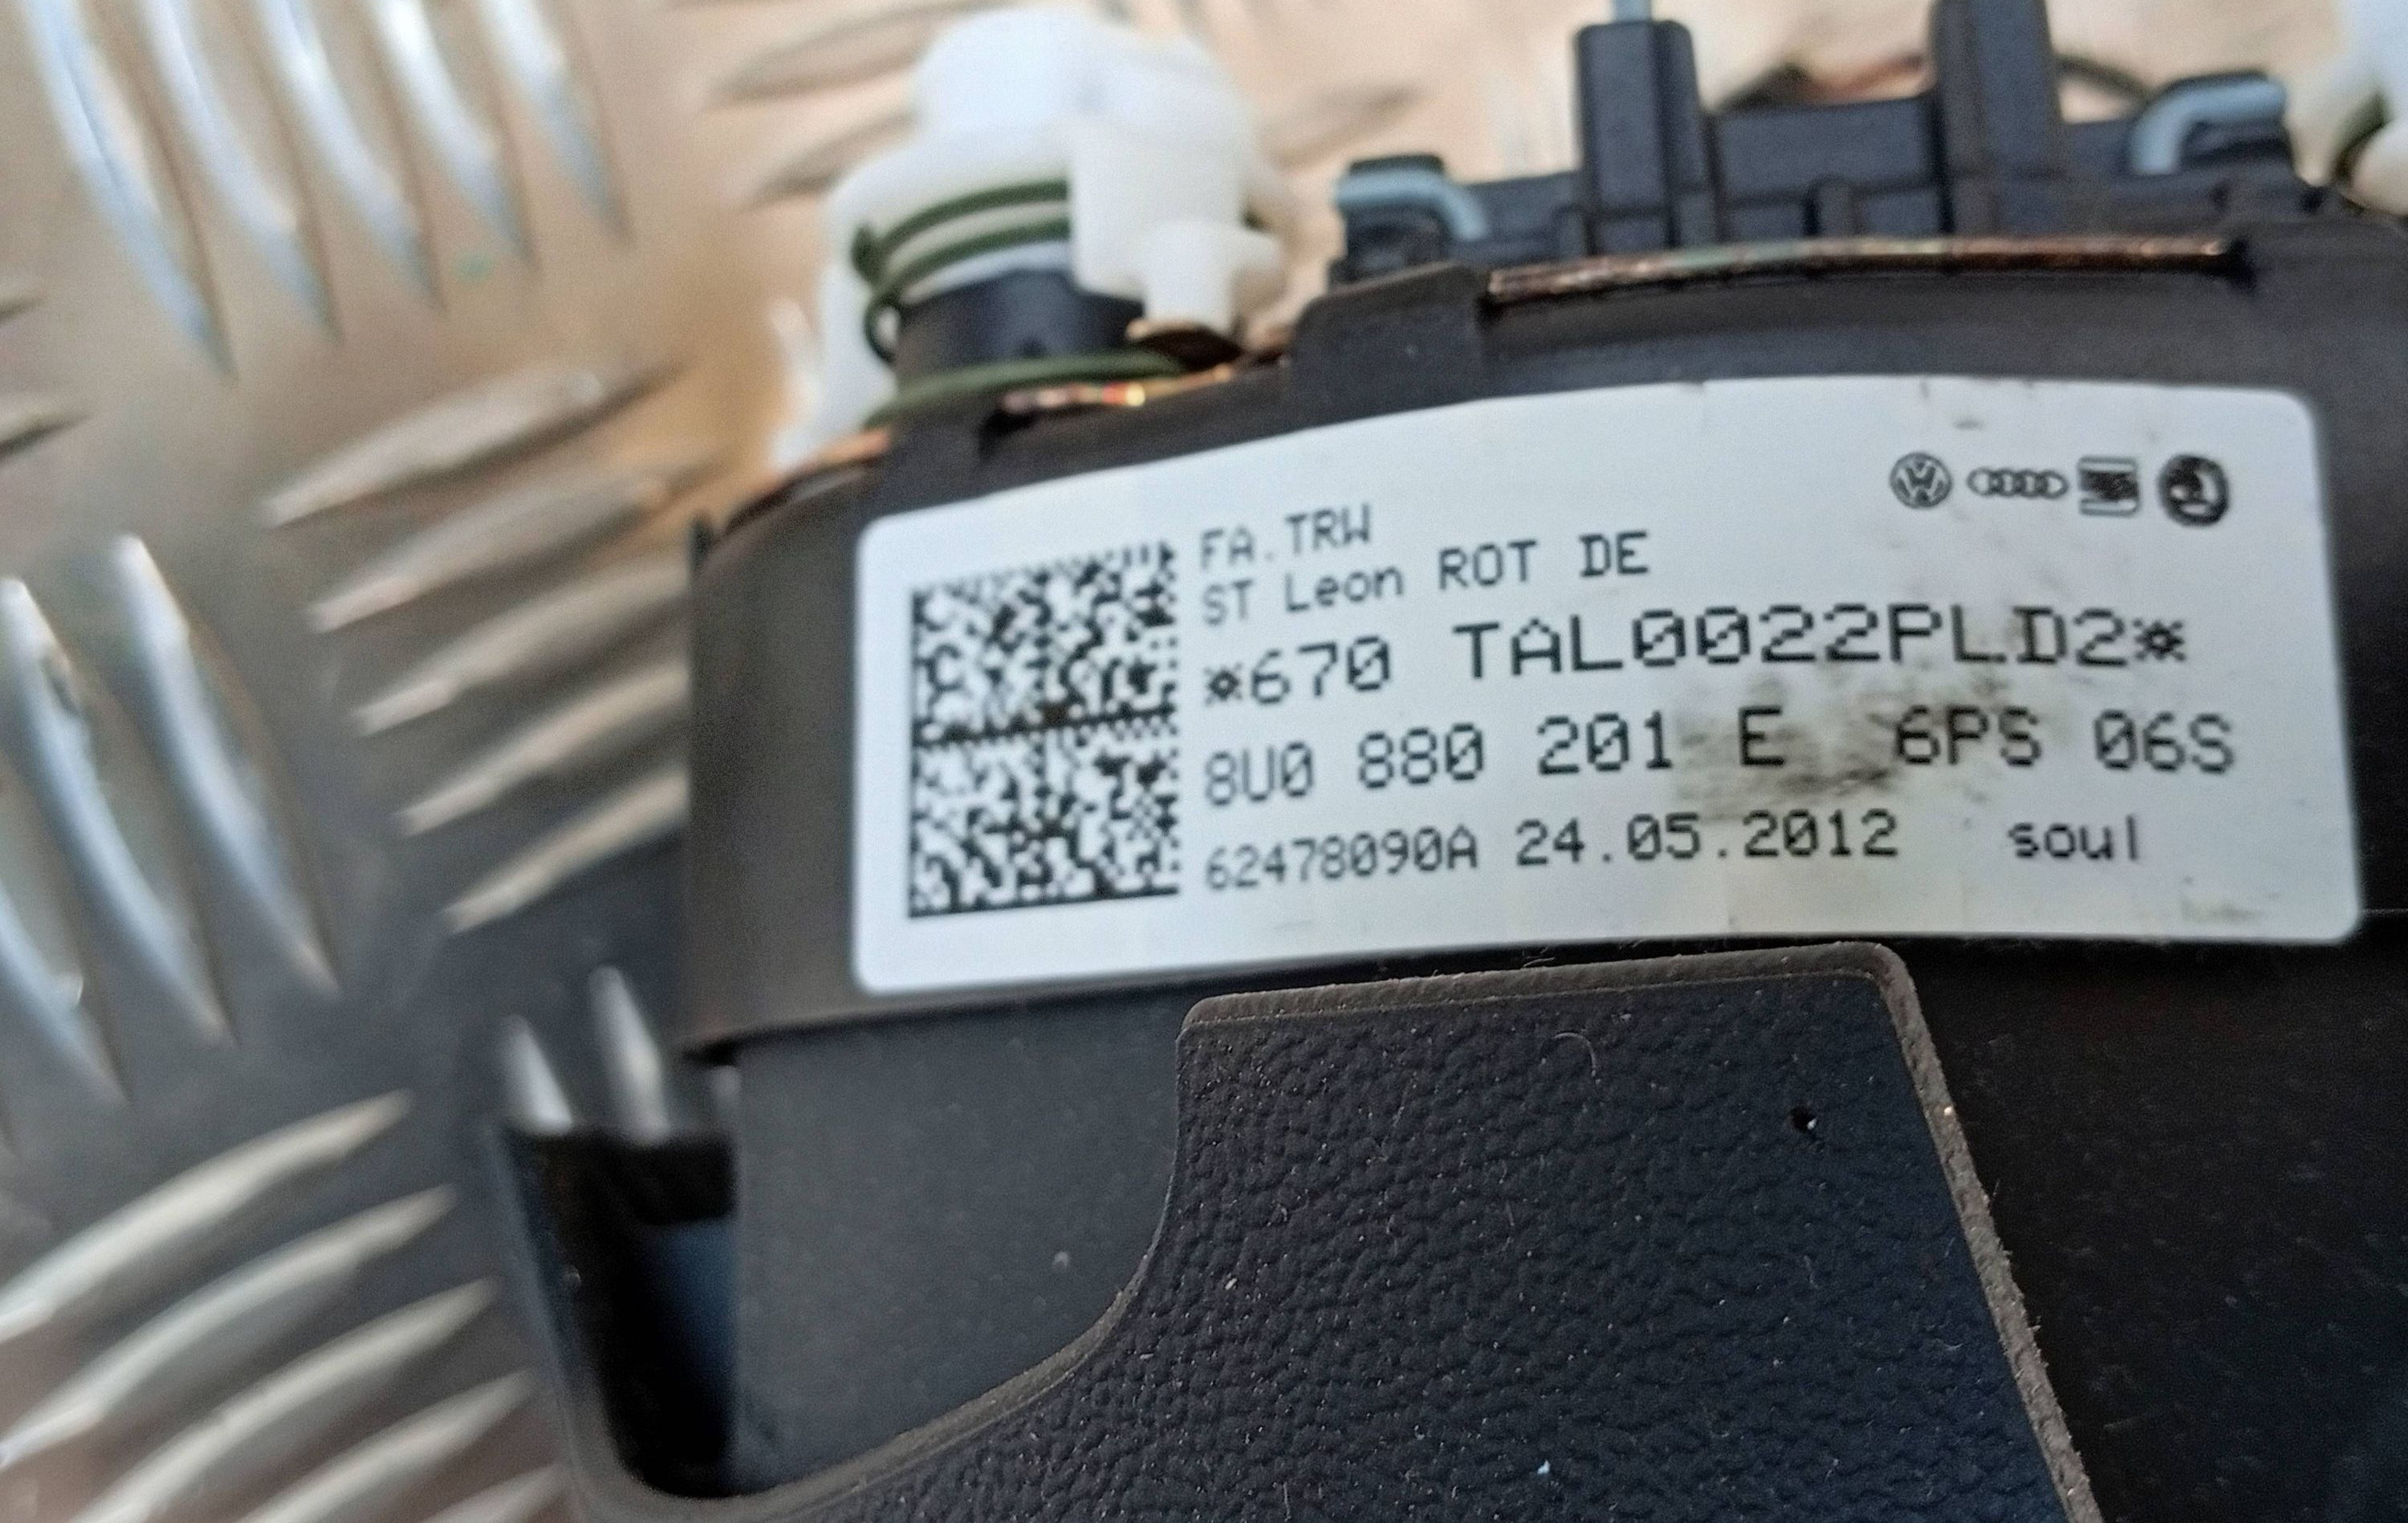 FA.TRW
ST Leon ROT DE
*670 TAL0022PLD2*
8U0 880 201 E 6PS 06S
62478090A 24.05.2012 soul